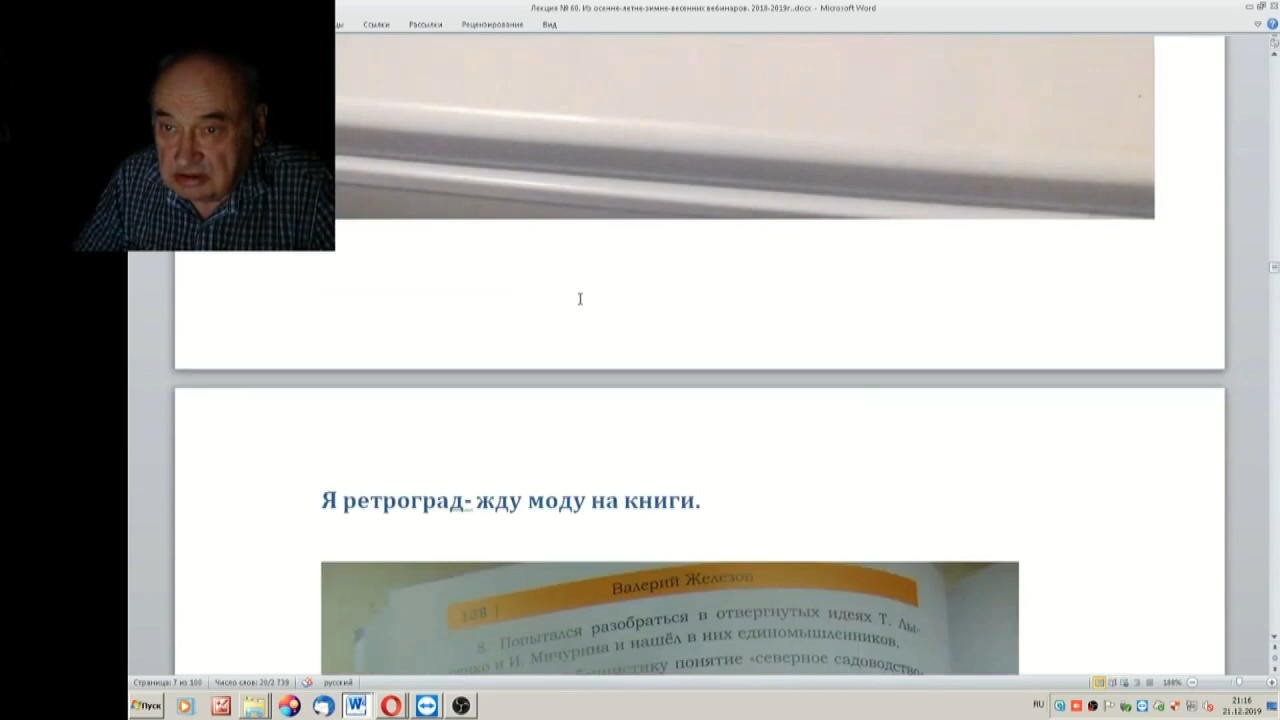 Лекция № 60. Из осенне-летне-зимне-весенних вебинаров. 2018-2019г..docx - Microsoft Word
Ссылки Рассылки Рецензирование Вид
Я ретроград- жду моду на книги.
138 | Валерий Железов
8. Попытался разобраться в отвергнутых идеях Т. Лы-
и И. Мичурина и нашёл в них единомышленников.
понятие «северное садоводство»
Страница: 7 из 100 Число слов: 20/2 739 русский 188%
Пуск RU 21:16
21.12.2019